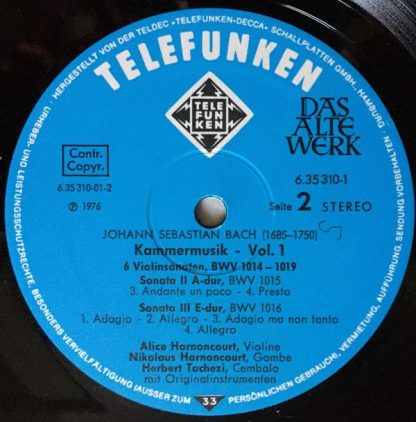 HERGESTELLT VON DER TELDEC »TELEFUNKEN-DECCA« SCHALLPLATTEN GMBH, HAMBURG · URHEBER- UND LEISTUNGSSCHUTZRECHTE, BESONDERS VERVIELFÄLTIGUNG (AUSSER ZUM PERSÖNLICHEN GEBRAUCH), VERMIETUNG, AUFFÜHRUNG, SENDUNG VORBEHALTEN
TELEFUNKEN
TELE
FUN
KEN
DAS
ALTE
WERK
Contr.
Copyr.
6.35 310-01-2
℗ 1976
6.35 310-1
Seite 2 STEREO
JOHANN SEBASTIAN BACH (1685-1750)
Kammermusik - Vol. 1
6 Violinsonaten, BWV 1014-1019
Sonata II A-dur, BWV 1015
3. Andante un poco - 4. Presto
Sonata III E-dur, BWV 1016
1. Adagio - 2. Allegro - 3. Adagio ma non tanto
4. Allegro
Alice Harnoncourt, Violine
Nikolaus Harnoncourt, Gambe
Herbert Tachezi, Cembalo
mit Originalinstrumenten
33